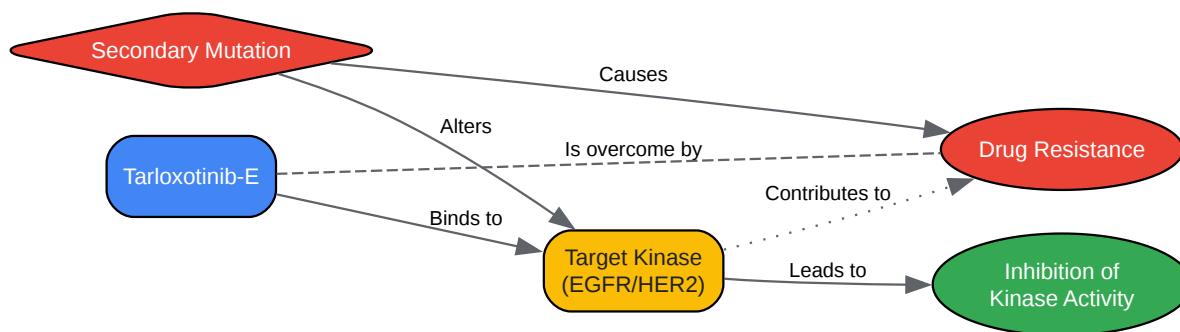 Secondary Mutation
Causes
Alters
Is overcome by
Drug Resistance
Tarloxotinib-E
Contributes to
Binds to
Target Kinase
(EGFR/HER2)
Leads to
Inhibition of
Kinase Activity